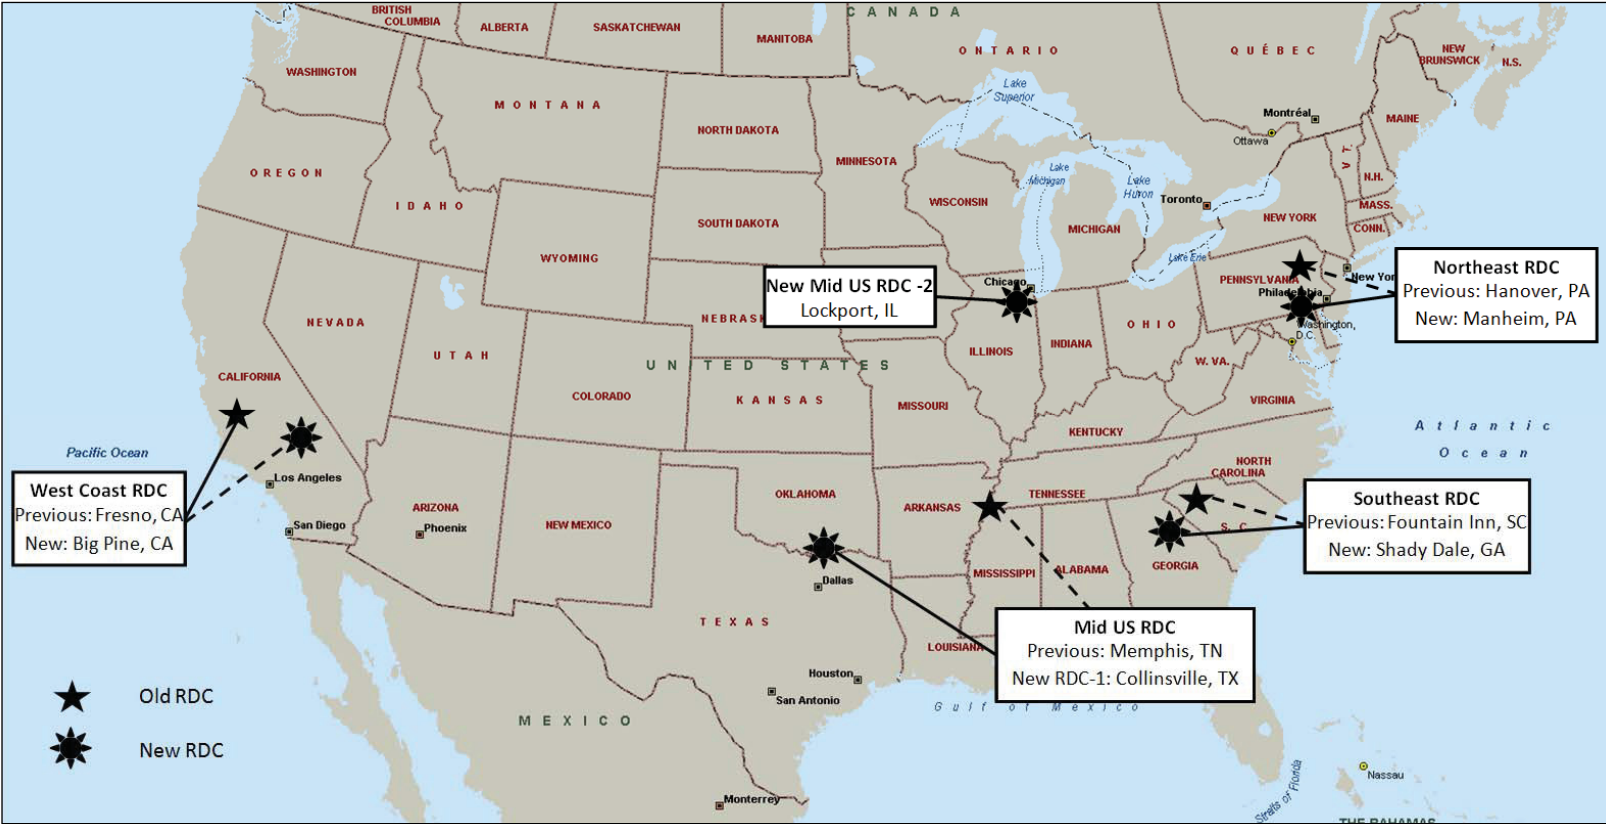 CANADA
BRITISH
COLUMBIA
ALBERTA
SASKATCHEWAN
MANITOBA
ONTARIO
QUÉBEC
NEW
BRUNSWICK
N.S.
WASHINGTON
MONTANA
NORTH DAKOTA
MINNESOTA
Lake
Superior
Montréal
Ottawa
MAINE
V.T.
N.H.
OREGON
IDAHO
SOUTH DAKOTA
WISCONSIN
Lake
Michigan
Lake
Huron
MICHIGAN
Toronto
NEW YORK
MASS.
CONN.
WYOMING
Lake Erie
PENNSYLVANIA
New Yor
Philadelphia
Washington,
D.C.
Northeast RDC
Previous: Hanover, PA
New: Manheim, PA
Chicago
New Mid US RDC -2
Lockport, IL
NEVADA
UTAH
NEBRASK
ILLINOIS
INDIANA
OHIO
W. VA.
UNITED STATES
CALIFORNIA
COLORADO
KANSAS
MISSOURI
KENTUCKY
VIRGINIA
Atlantic
Ocean
Pacific Ocean
Los Angeles
San Diego
West Coast RDC
Previous: Fresno, CA
New: Big Pine, CA
ARIZONA
Phoenix
NEW MEXICO
OKLAHOMA
ARKANSAS
TENNESSEE
NORTH
CAROLINA
S. C.
Southeast RDC
Previous: Fountain Inn, SC
New: Shady Dale, GA
MISSISSIPPI
ALABAMA
GEORGIA
Dallas
TEXAS
LOUISIANA
Mid US RDC
Previous: Memphis, TN
New RDC-1: Collinsville, TX
Houston
San Antonio
Gulf of Mexico
MEXICO
Old RDC
New RDC
Monterrey
Straits of Florida
Nassau
THE BAHAMAS